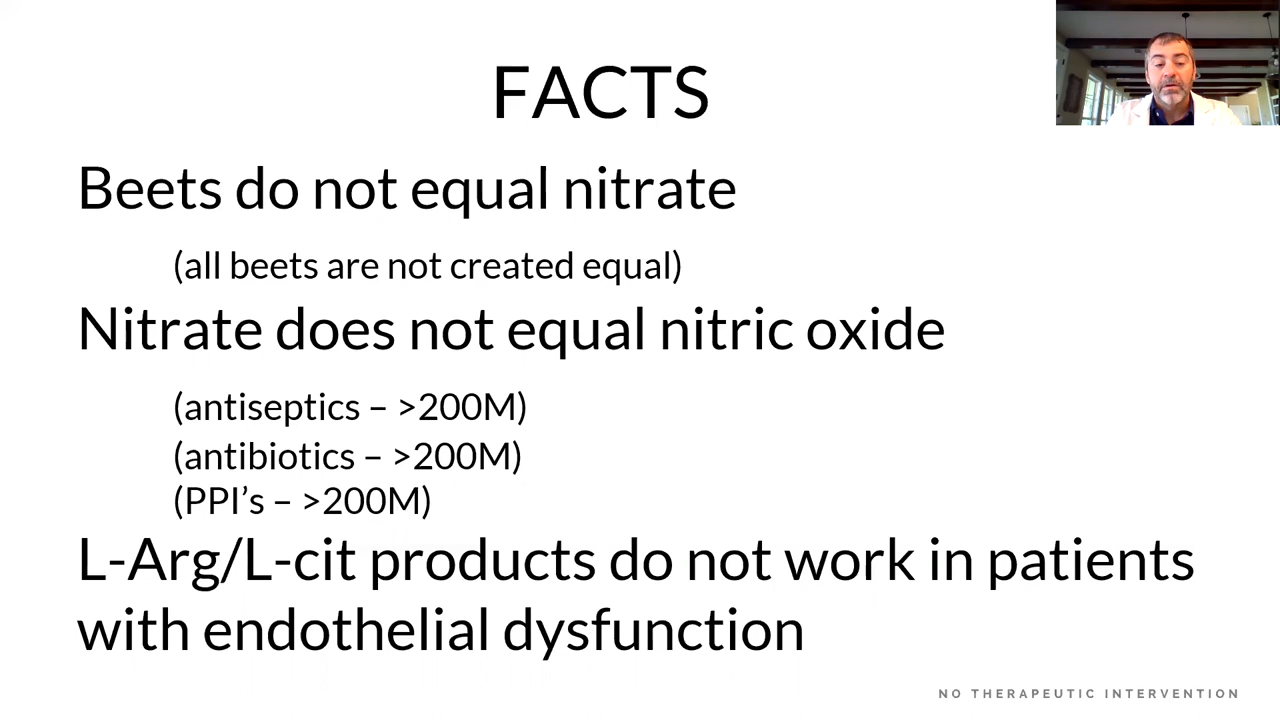 FACTS
Beets do not equal nitrate
(all beets are not created equal)
Nitrate does not equal nitric oxide
(antiseptics – >200M)
(antibiotics – >200M)
(PPI’s – >200M)
L-Arg/L-cit products do not work in patients
with endothelial dysfunction
NO THERAPEUTIC INTERVENTION